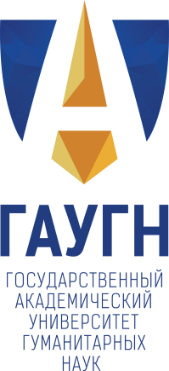 ГАУГН
ГОСУДАРСТВЕННЫЙ
АКАДЕМИЧЕСКИЙ
УНИВЕРСИТЕТ
ГУМАНИТАРНЫХ
НАУК